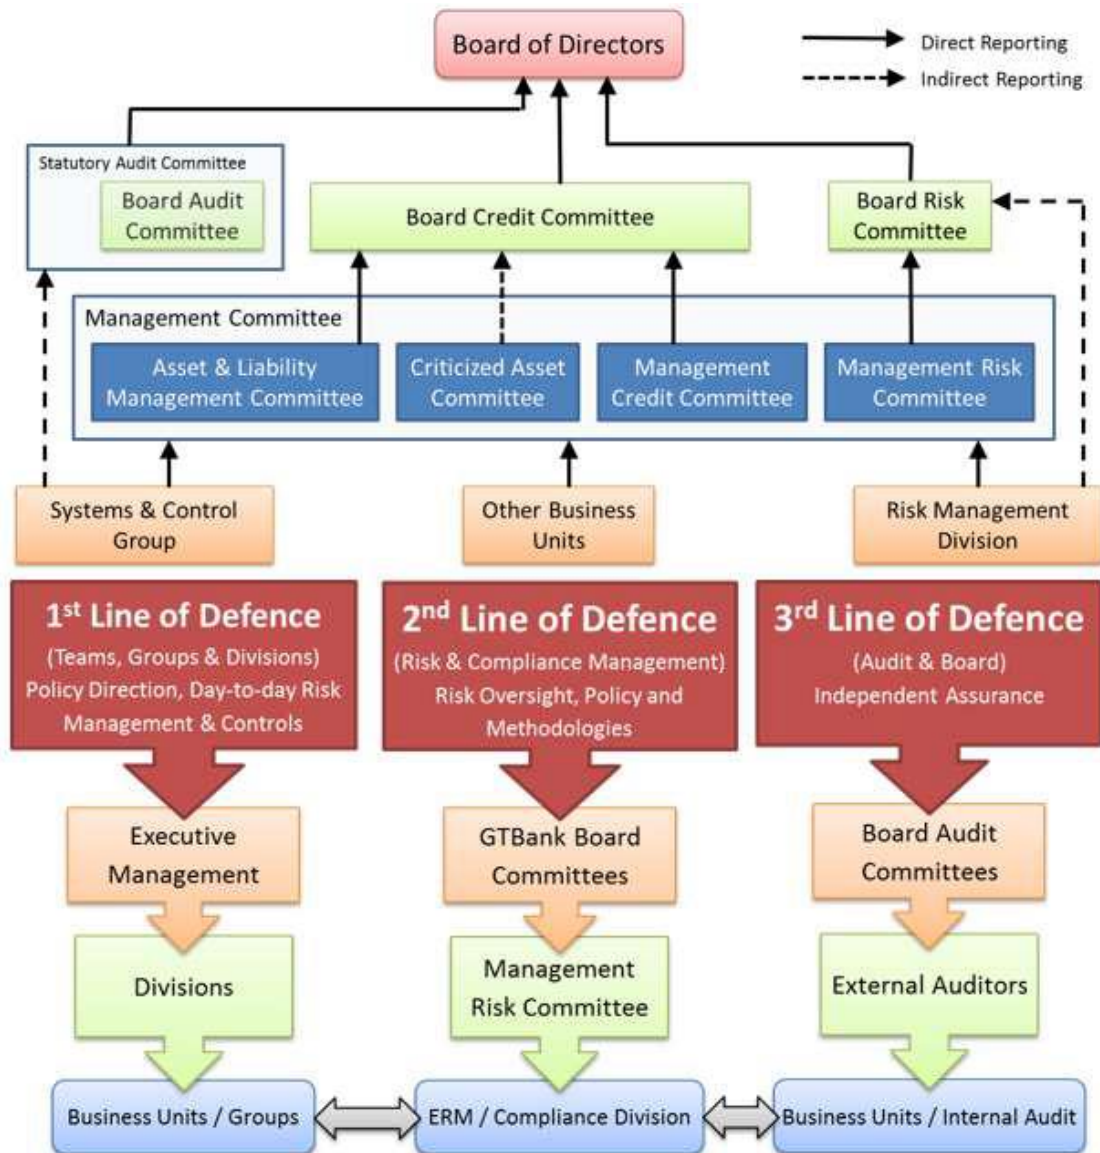 Board of Directors
Direct Reporting
Indirect Reporting
Statutory Audit Committee
Board Audit
Committee
Board Credit Committee
Board Risk
Committee
Management Committee
Asset & Liability
Management Committee
Criticized Asset
Committee
Management
Credit Committee
Management Risk
Committee
Systems & Control
Group
Other Business
Units
Risk Management
Division
1st Line of Defence
(Teams, Groups & Divisions)
Policy Direction, Day-to-day Risk
Management & Controls
2nd Line of Defence
(Risk & Compliance Management)
Risk Oversight, Policy and
Methodologies
3rd Line of Defence
(Audit & Board)
Independent Assurance
Executive
Management
GTBank Board
Committees
Board Audit
Committees
Divisions
Management
Risk Committee
External Auditors
Business Units / Groups
ERM / Compliance Division
Business Units / Internal Audit